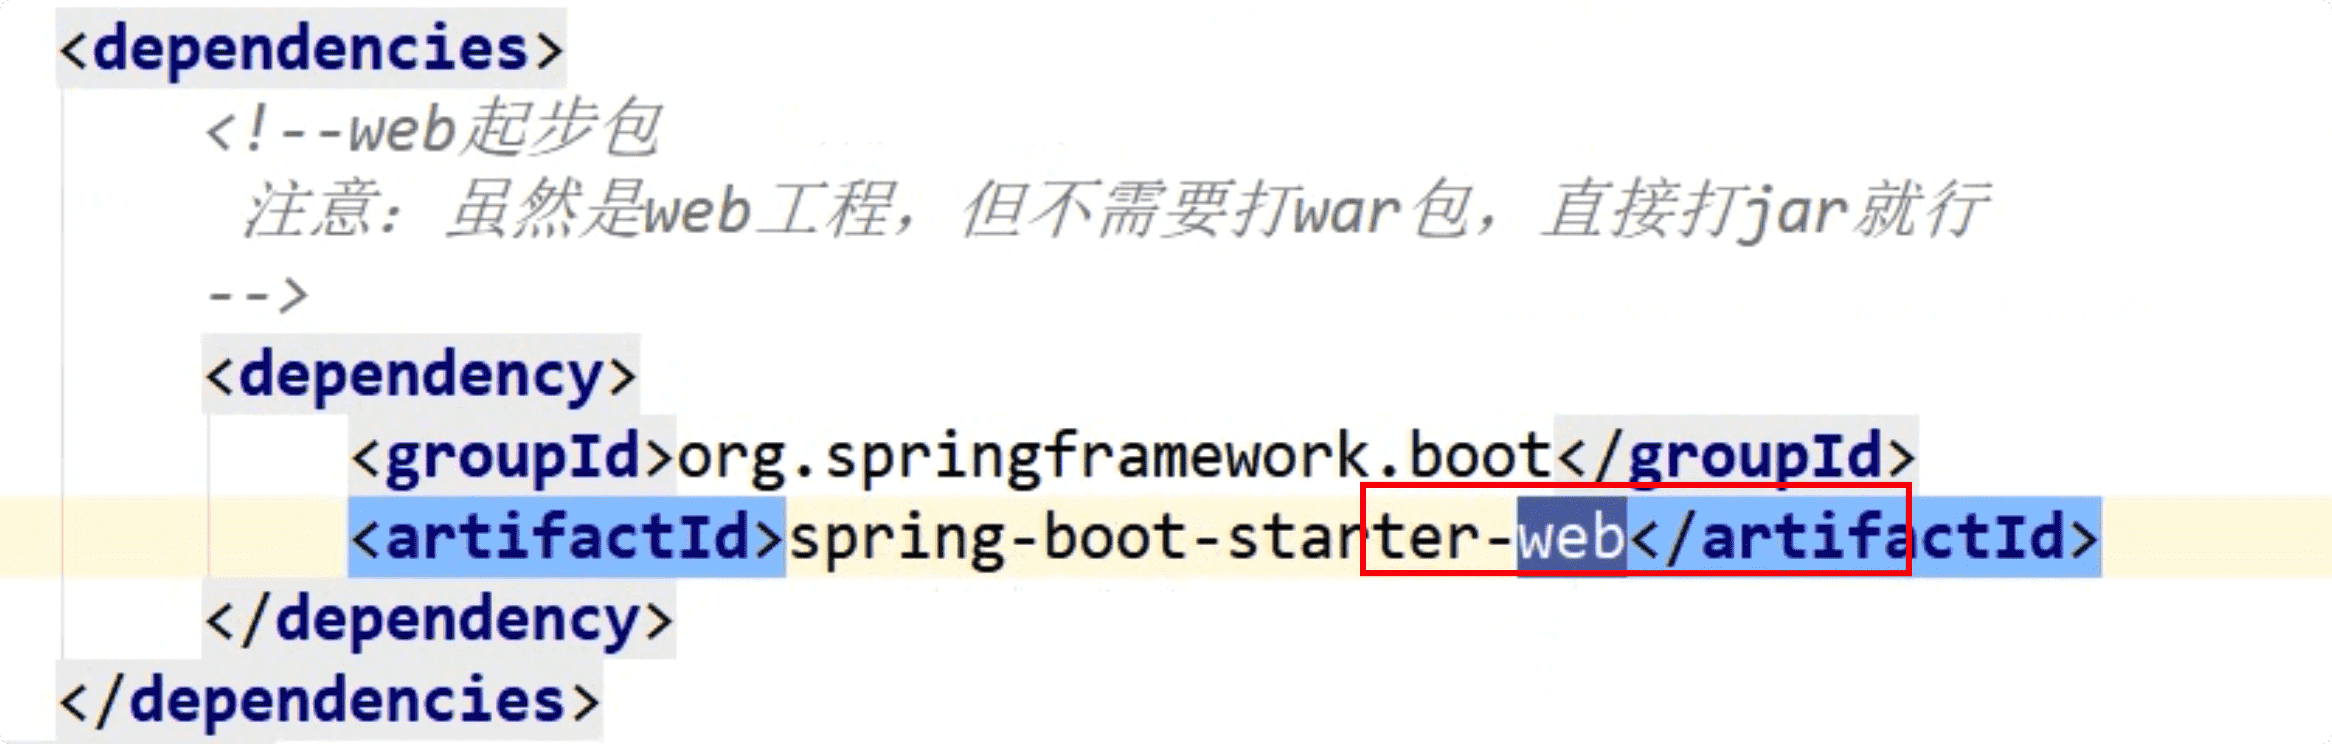 <dependencies>
<!--web起步包
注意：虽然是web工程，但不需要打war包，直接打jar就行
-->
<dependency>
<groupId>org.springframework.boot</groupId>
<artifactId>spring-boot-starter-web</artifactId>
</dependency>
</dependencies>